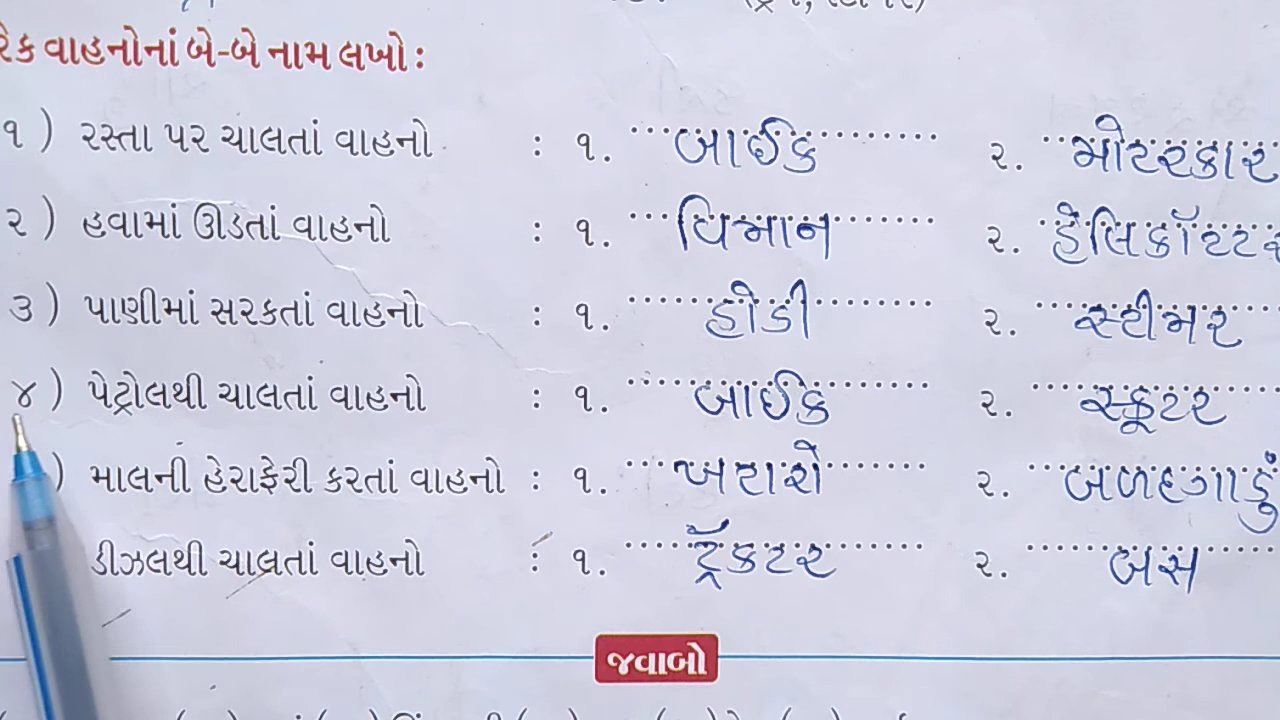 રેક વાહનોનાં બે-બે નામ લખો :
૧ ) રસ્તા પર ચાલતાં વાહનો : ૧. બાઈક ૨. મોટરકાર
૨ ) હવામાં ઊડતાં વાહનો : ૧. વિમાન ૨. હેલિકૉટટર
૩ ) પાણીમાં સરકતાં વાહનો : ૧. હોડી ૨. સ્ટીમર
૪ ) પેટ્રોલથી ચાલતાં વાહનો : ૧. બાઈક ૨. સ્કૂટર
) માલની હેરાફેરી કરતાં વાહનો : ૧. ખટારો ૨. બળદગાડું
ડીઝલથી ચાલતાં વાહનો : ૧. ટ્રૅકટર ૨. બસ
જવાબો